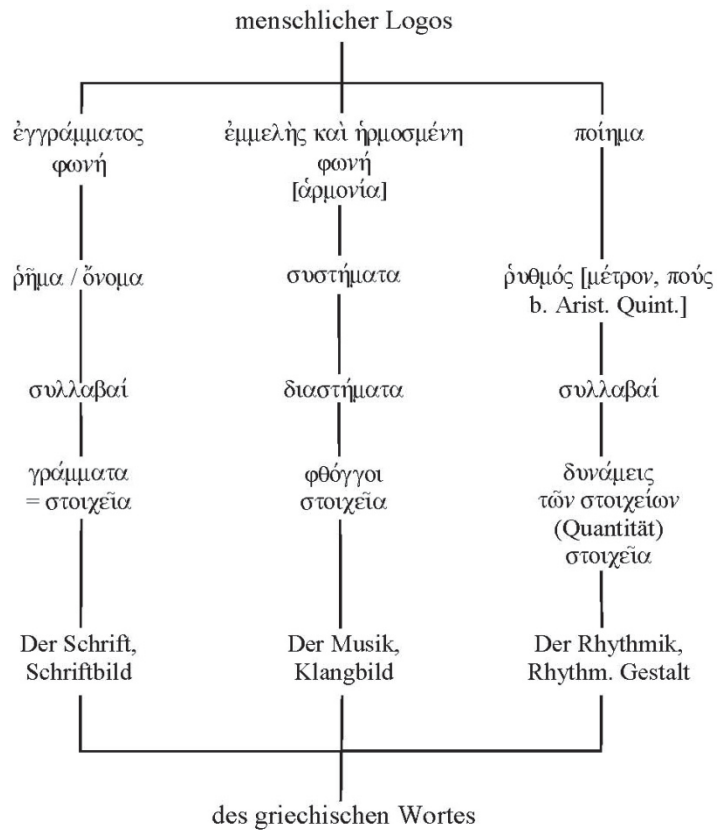 menschlicher Logos
ἐγγράμματος
φωνή
ἐμμελὴς καὶ ἡρμοσμένη
φωνή
[ἁρμονία]
ποίημα
ῥῆμα / ὄνομα
συστήματα
ῥυθμός [μέτρον, πούς
b. Arist. Quint.]
συλλαβαί
διαστήματα
συλλαβαί
γράμματα
= στοιχεῖα
φθόγγοι
στοιχεῖα
δυνάμεις
τῶν στοιχείων
(Quantität)
στοιχεῖα
Der Schrift,
Schriftbild
Der Musik,
Klangbild
Der Rhythmik,
Rhythm. Gestalt
des griechischen Wortes